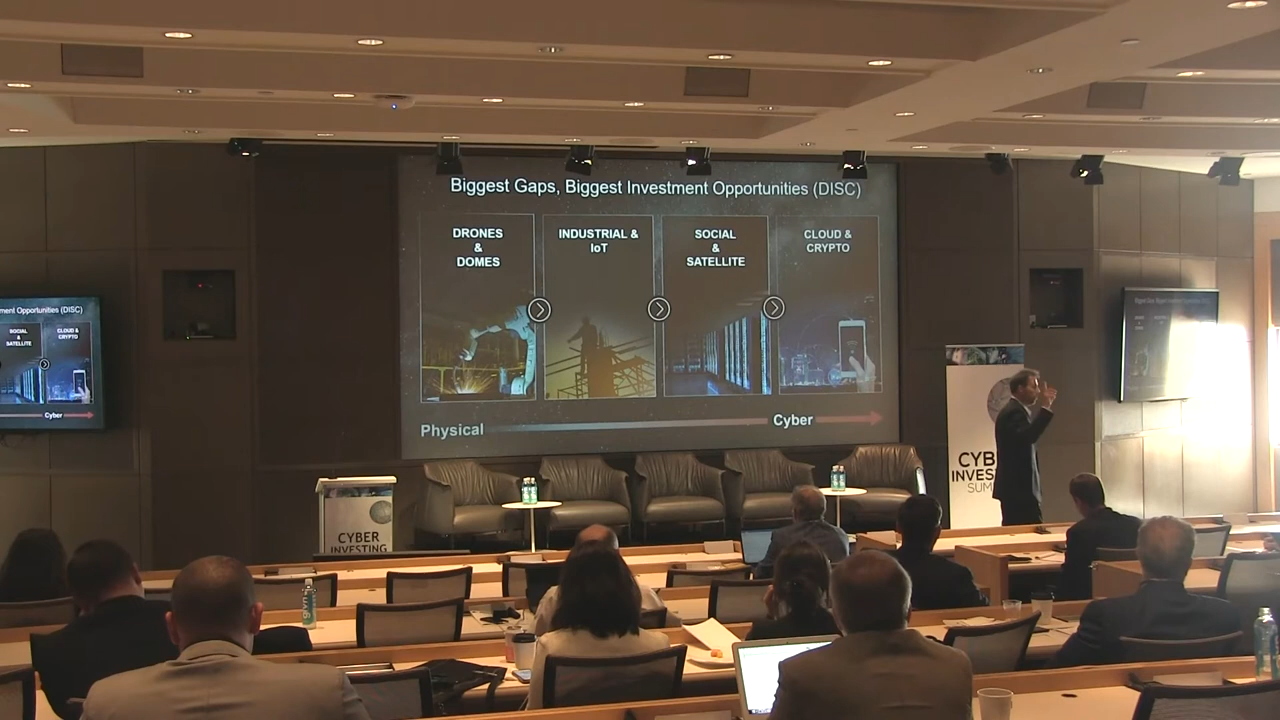 Biggest Gaps, Biggest Investment Opportunities (DISC)
DRONES
&
DOMES
INDUSTRIAL &
IoT
SOCIAL
&
SATELLITE
CLOUD &
CRYPTO
Physical
Cyber
ment Opportunities (DISC)
SOCIAL
&
SATELLITE
CLOUD &
CRYPTO
Cyber
CYBER
INVESTING
CYB
INVES
SUM